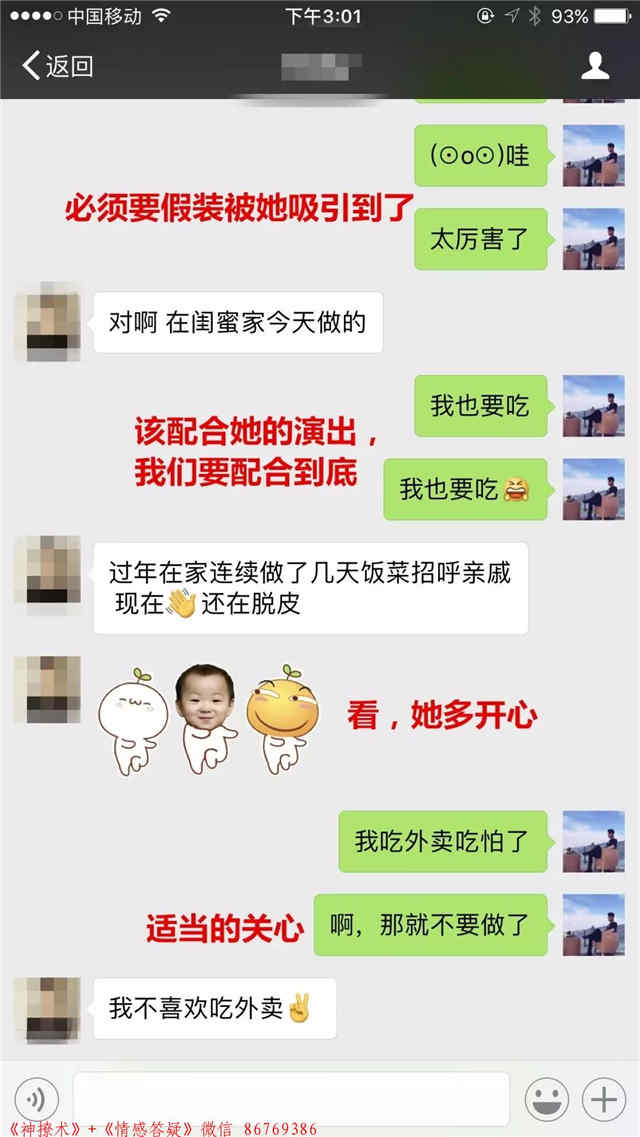 中国移动
下午3:01
93%
返回
(⊙o⊙)哇
必须要假装被她吸引到了
太厉害了
对啊 在闺蜜家今天做的
我也要吃
该配合她的演出，
我们要配合到底
我也要吃😝
过年在家连续做了几天饭菜招呼亲戚
现在👋还在脱皮
看，她多开心
我吃外卖吃怕了
适当的关心
啊，那就不要做了
我不喜欢吃外卖✌
《神撩术》+《情感答疑》微信 86769386